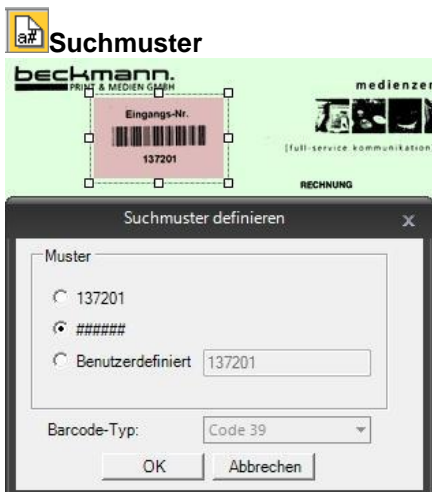 a#
Suchmuster
beckmann.
PRINT & MEDIEN GMBH
medienzer
Eingangs-Nr.
137201
[full-service kommunikation
RECHNUNG
Suchmuster definieren x
Muster
137201
######
Benutzerdefiniert 137201
Barcode-Typ: Code 39
OK Abbrechen